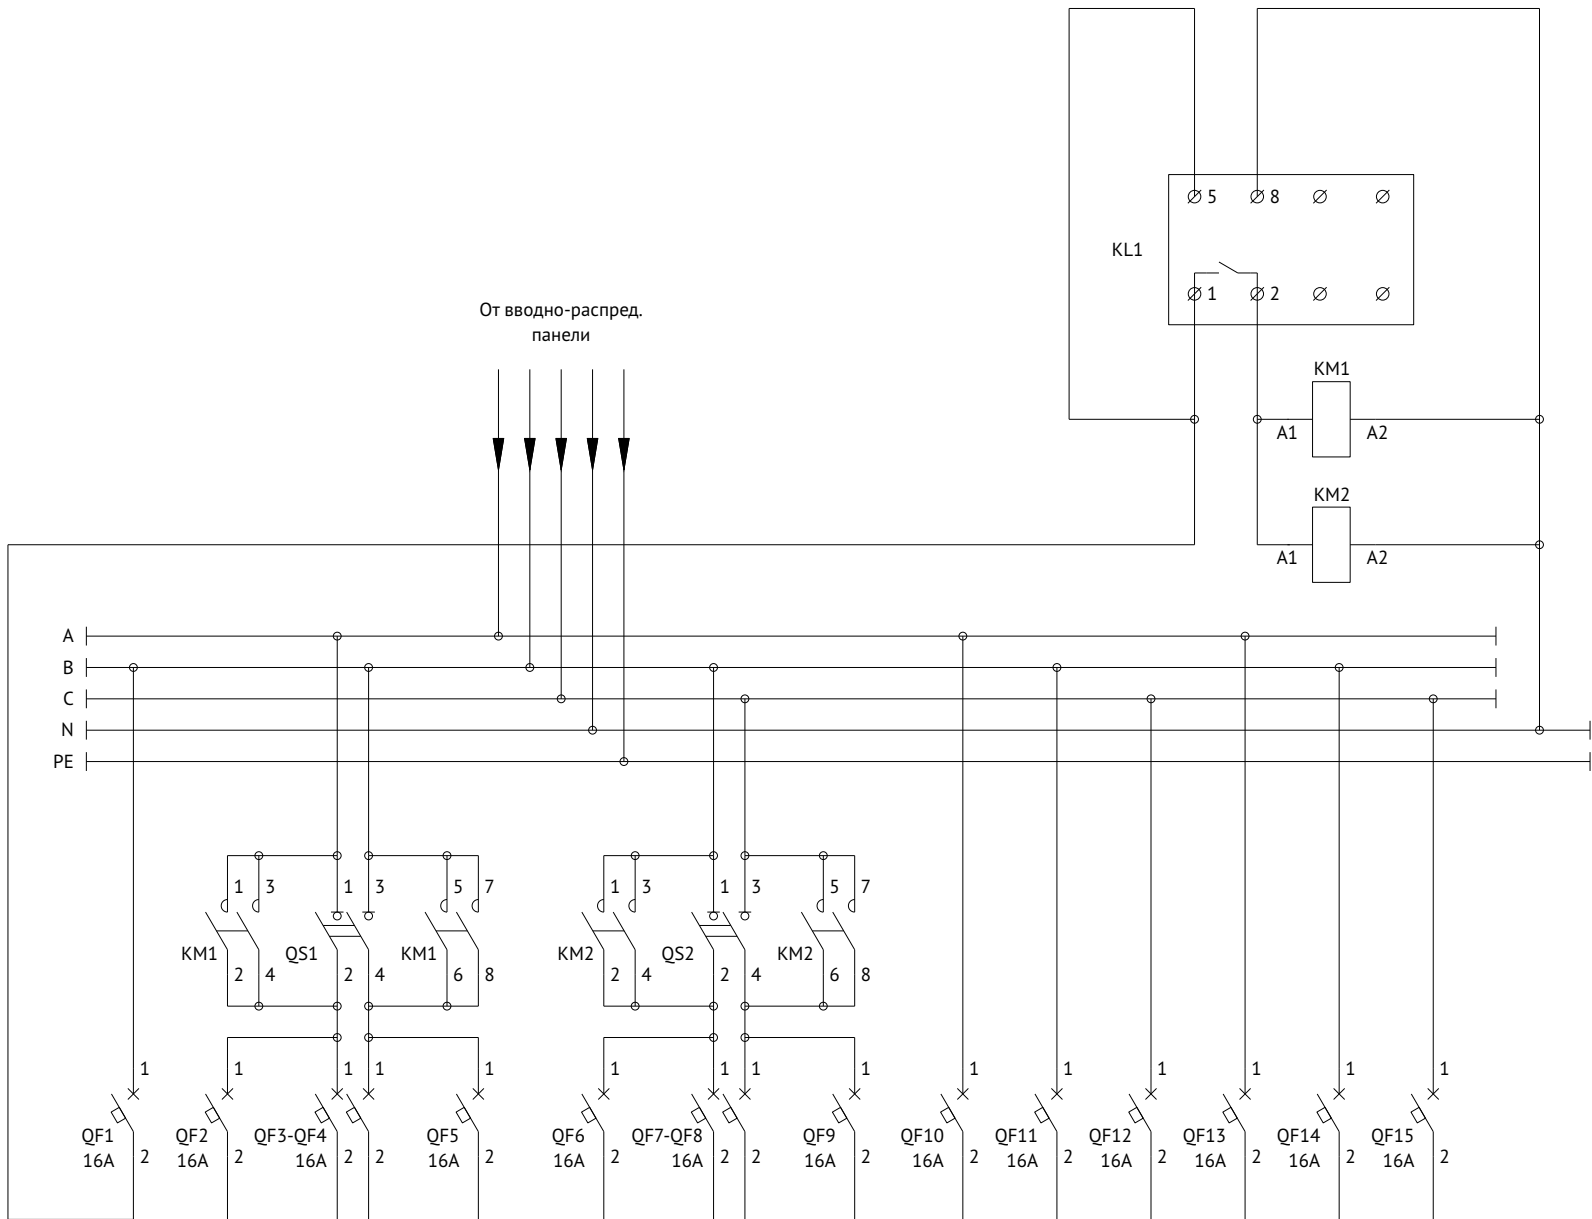 5 8
KL1
1 2
От вводно-распред.
панели
KM1
A1 A2
KM2
A1 A2
A
B
C
N
PE
1 3 1 3 5 7 1 3 1 3 5 7
KM1 QS1 KM1 KM2 QS2 KM2
2 4 2 4 6 8 2 4 2 4 6 8
1 1 1 1 1 1 1 1 1 1 1 1 1 1 1
QF1 QF2 QF3-QF4 QF5 QF6 QF7-QF8 QF9 QF10 QF11 QF12 QF13 QF14 QF15
16A 2 16A 2 16A 2 2 16A 2 16A 2 16A 2 2 16A 2 16A 2 16A 2 16A 2 16A 2 16A 2 16A 2